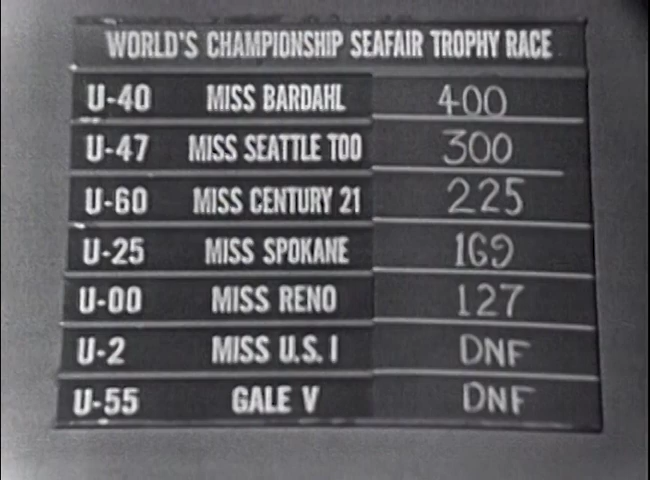 WORLD'S CHAMPIONSHIP SEAFAIR TROPHY RACE
U-40 MISS BARDAHL 400
U-47 MISS SEATTLE TOO 300
U-60 MISS CENTURY 21 225
U-25 MISS SPOKANE 169
U-00 MISS RENO 127
U-2 MISS U.S. I DNF
U-55 GALE V DNF